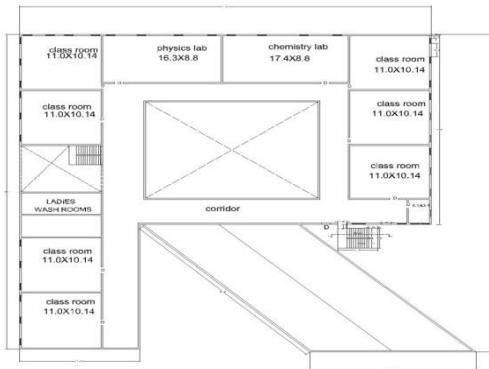 class room
11.0X10.14
physics lab
16.3X8.8
chemistry lab
17.4X8.8
class room
11.0X10.14
class room
11.0X10.14
class room
11.0X10.14
class room
11.0X10.14
LADIES
WASH ROOMS
corridor
D
class room
11.0X10.14
class room
11.0X10.14